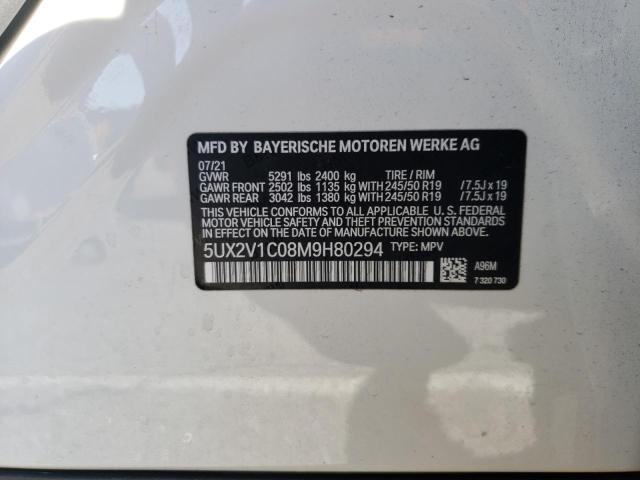 MFD BY BAYERISCHE MOTOREN WERKE AG
07/21
GVWR 5291 lbs 2400 kg TIRE / RIM
GAWR FRONT 2502 lbs 1135 kg WITH 245/50 R19 /7.5J x 19
GAWR REAR 3042 lbs 1380 kg WITH 245/50 R19 /7.5J x 19
THIS VEHICLE CONFORMS TO ALL APPLICABLE U. S. FEDERAL
MOTOR VEHICLE SAFETY AND THEFT PREVENTION STANDARDS
IN EFFECT ON THE DATE OF MANUFACTURE SHOWN ABOVE.
5UX2V1C08M9H80294 TYPE: MPV
A96M
7 320 730